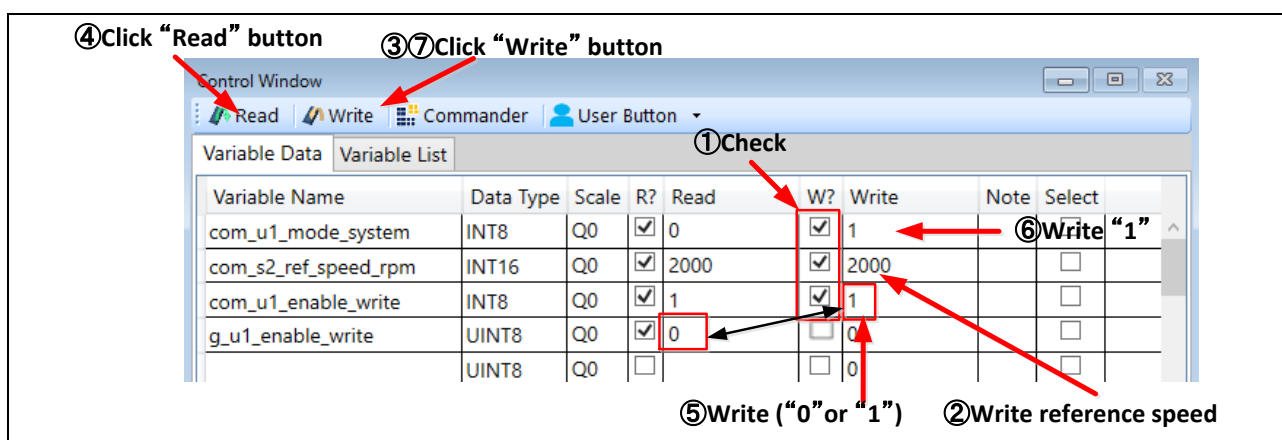 ④Click “Read” button
③⑦Click “Write” button
Control Window
Read Write Commander User Button
①Check
Variable Data Variable List
Variable Name Data Type Scale R? Read W? Write Note Select
com_u1_mode_system INT8 Q0 0 1 ⑥Write “1”
com_s2_ref_speed_rpm INT16 Q0 2000 2000
com_u1_enable_write INT8 Q0 1 1
g_u1_enable_write UINT8 Q0 0 0
UINT8 Q0 0
⑤Write (“0”or “1”) ②Write reference speed